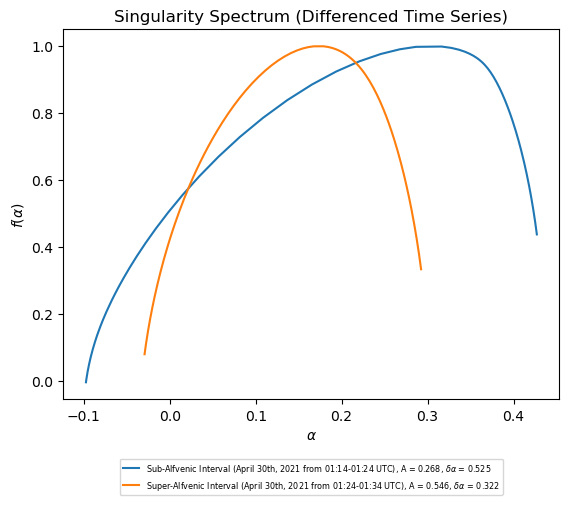 Singularity Spectrum (Differenced Time Series)
1.0
0.8
0.6
0.4
0.2
0.0
f(α)
−0.1 0.0 0.1 0.2 0.3 0.4
α
Sub-Alfvenic Interval (April 30th, 2021 from 01:14-01:24 UTC), A = 0.268, δα = 0.525
Super-Alfvenic Interval (April 30th, 2021 from 01:24-01:34 UTC), A = 0.546, δα = 0.322